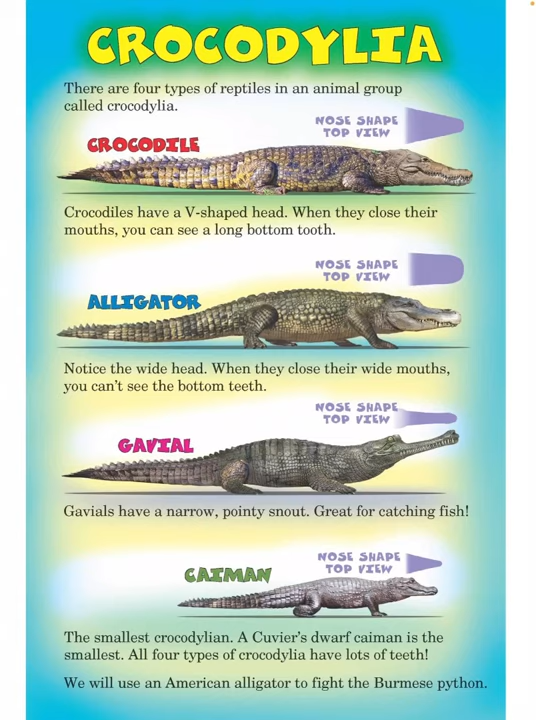 CROCODYLIA
There are four types of reptiles in an animal group
called crocodylia.
NOSE SHAPE
TOP VIEW
CROCODILE
Crocodiles have a V-shaped head. When they close their
mouths, you can see a long bottom tooth.
NOSE SHAPE
TOP VIEW
ALLIGATOR
Notice the wide head. When they close their wide mouths,
you can’t see the bottom teeth.
NOSE SHAPE
TOP VIEW
GAVIAL
Gavials have a narrow, pointy snout. Great for catching fish!
NOSE SHAPE
TOP VIEW
CAIMAN
The smallest crocodylian. A Cuvier’s dwarf caiman is the
smallest. All four types of crocodylia have lots of teeth!
We will use an American alligator to fight the Burmese python.